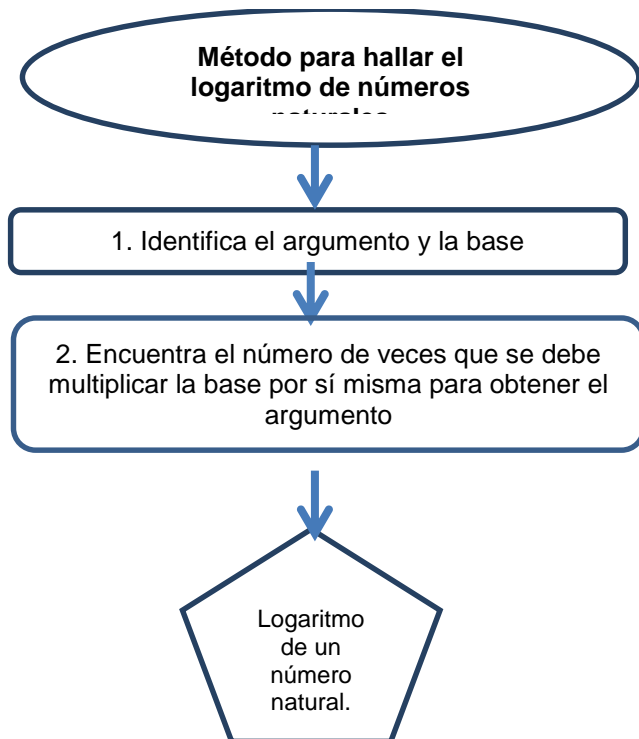 Método para hallar el
logaritmo de números
naturales
1. Identifica el argumento y la base
2. Encuentra el número de veces que se debe
multiplicar la base por sí misma para obtener el
argumento
Logaritmo
de un
número
natural.